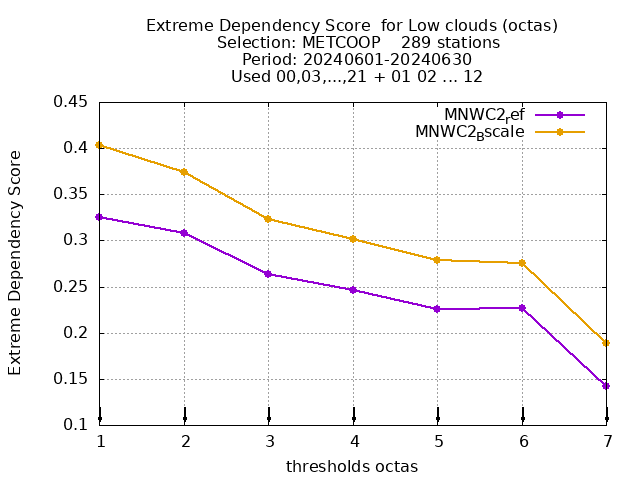 Extreme Dependency Score  for Low clouds (octas)
Selection: METCOOP    289 stations
Period: 20240601-20240630
Used 00,03,...,21 + 01 02 ... 12
MNWC2ref
MNWC2Bscale
0.45
0.4
0.35
0.3
0.25
0.2
0.15
0.1
Extreme Dependency Score
1 2 3 4 5 6 7
thresholds octas